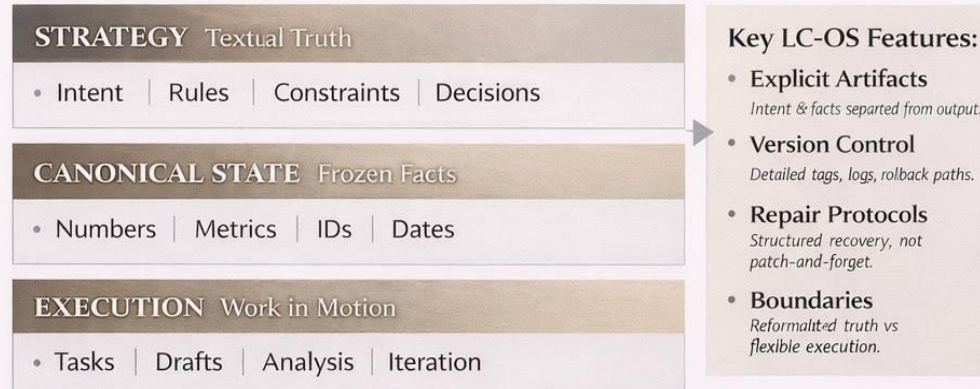 STRATEGY Textual Truth
• Intent | Rules | Constraints | Decisions
CANONICAL STATE Frozen Facts
• Numbers | Metrics | IDs | Dates
EXECUTION Work in Motion
• Tasks | Drafts | Analysis | Iteration
Key LC-OS Features:
• Explicit Artifacts
Intent & facts separted from output.
• Version Control
Detailed tags, logs, rolback paths.
• Repair Protocols
Structured recovery, not
patch-and-forget.
• Boundaries
Reformalited truth vs
flexible execution.